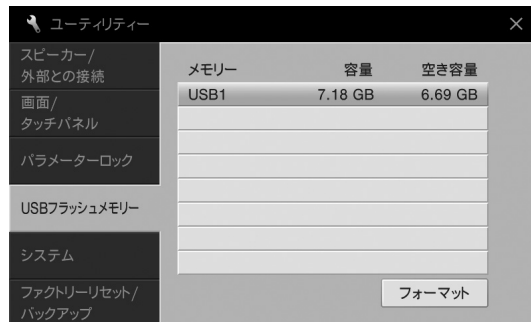 ユーティリティー
スピーカー/
外部との接続
画面/
タッチパネル
パラメーターロック
USBフラッシュメモリー
システム
ファクトリーリセット/
バックアップ
メモリー 容量 空き容量
USB1 7.18 GB 6.69 GB
フォーマット